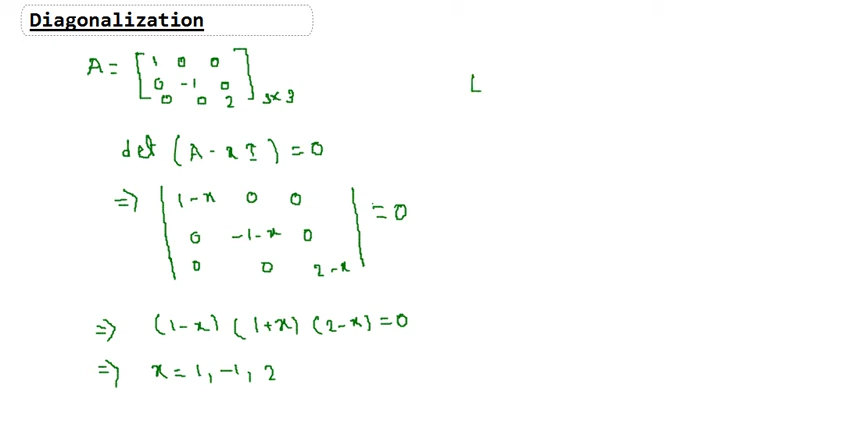 Diagonalization
A = [ 1 0 0
0 -1 0
0 0 2 ] 3×3
L
det (A - x I) = 0
⇒ | 1-x 0 0
0 -1-x 0 | = 0
0 0 2-x |
⇒ (1-x) (1+x) (2-x) = 0
⇒ x = 1, -1, 2